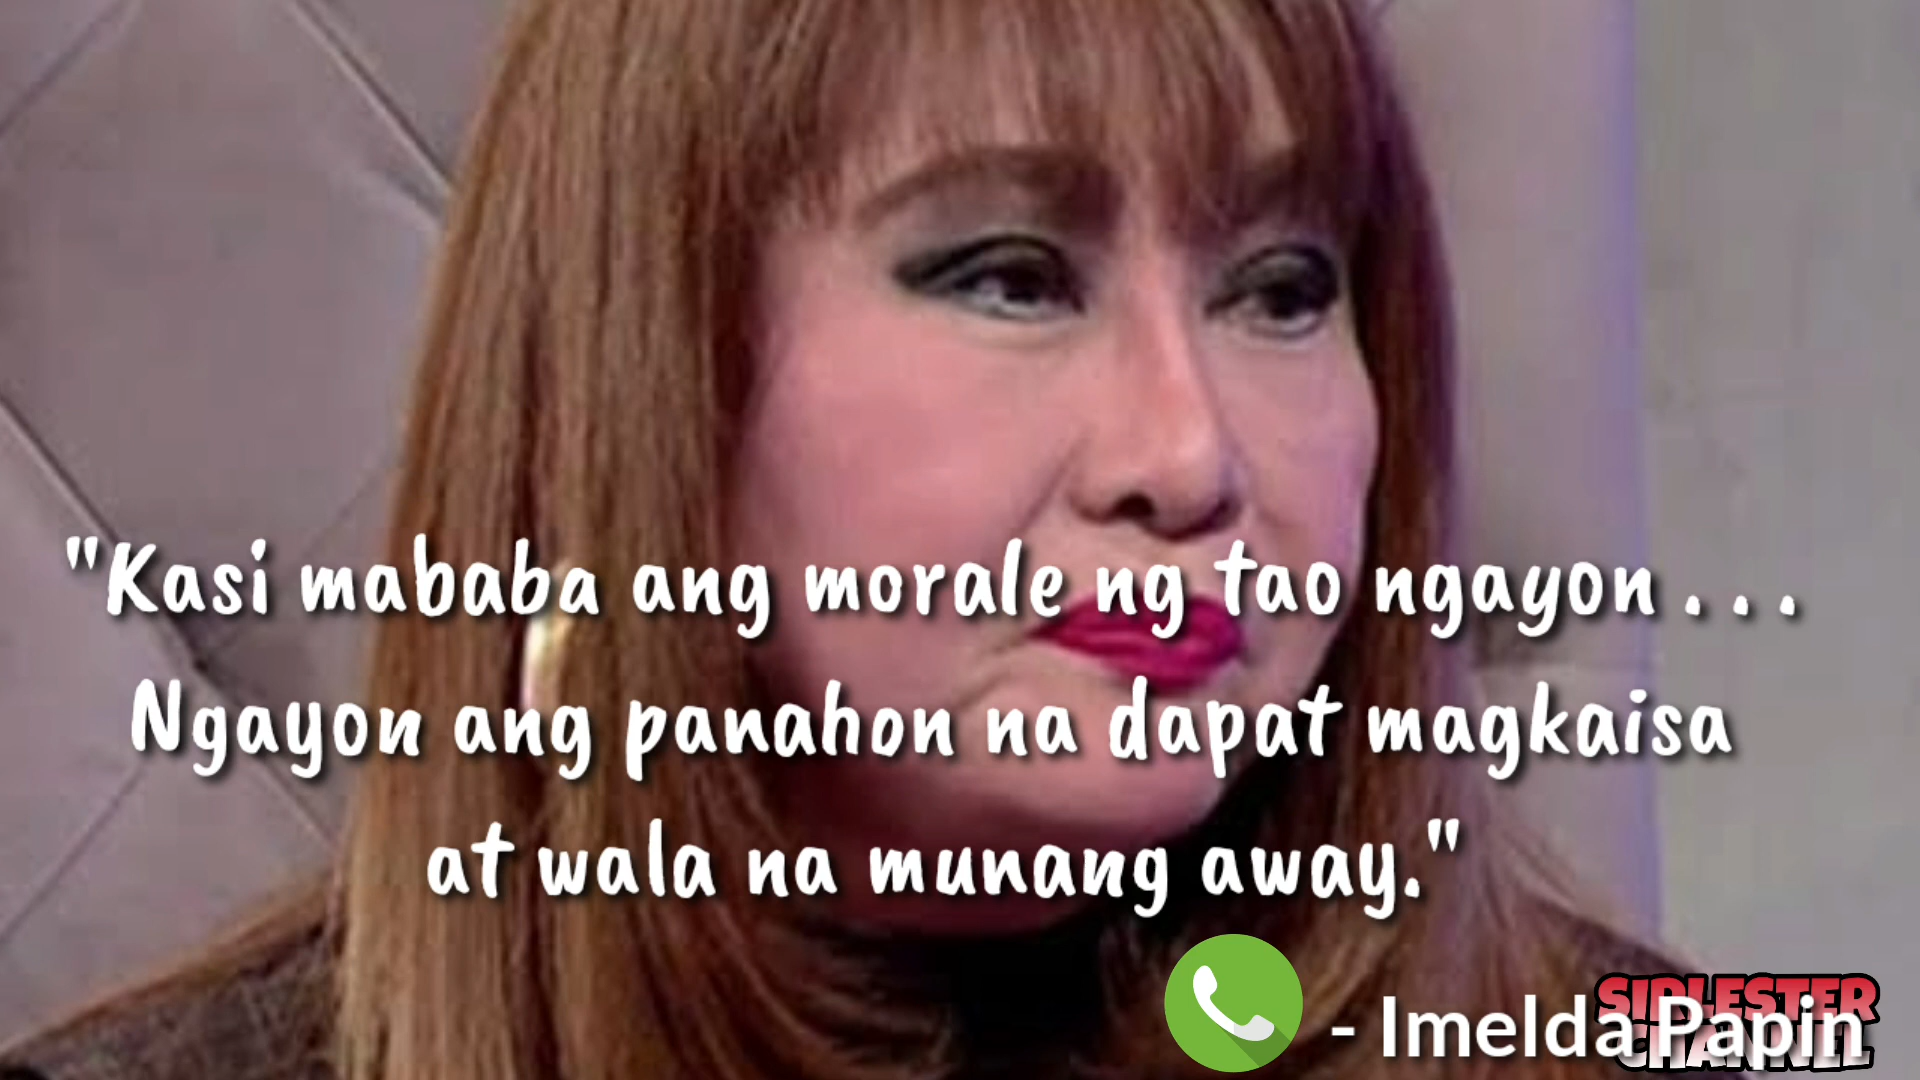 "Kasi mababa ang morale ng tao ngayon . . .
Ngayon ang panahon na dapat magkaisa
at wala na munang away."
- Imelda Papin
SIRLESTER
CHANNEL